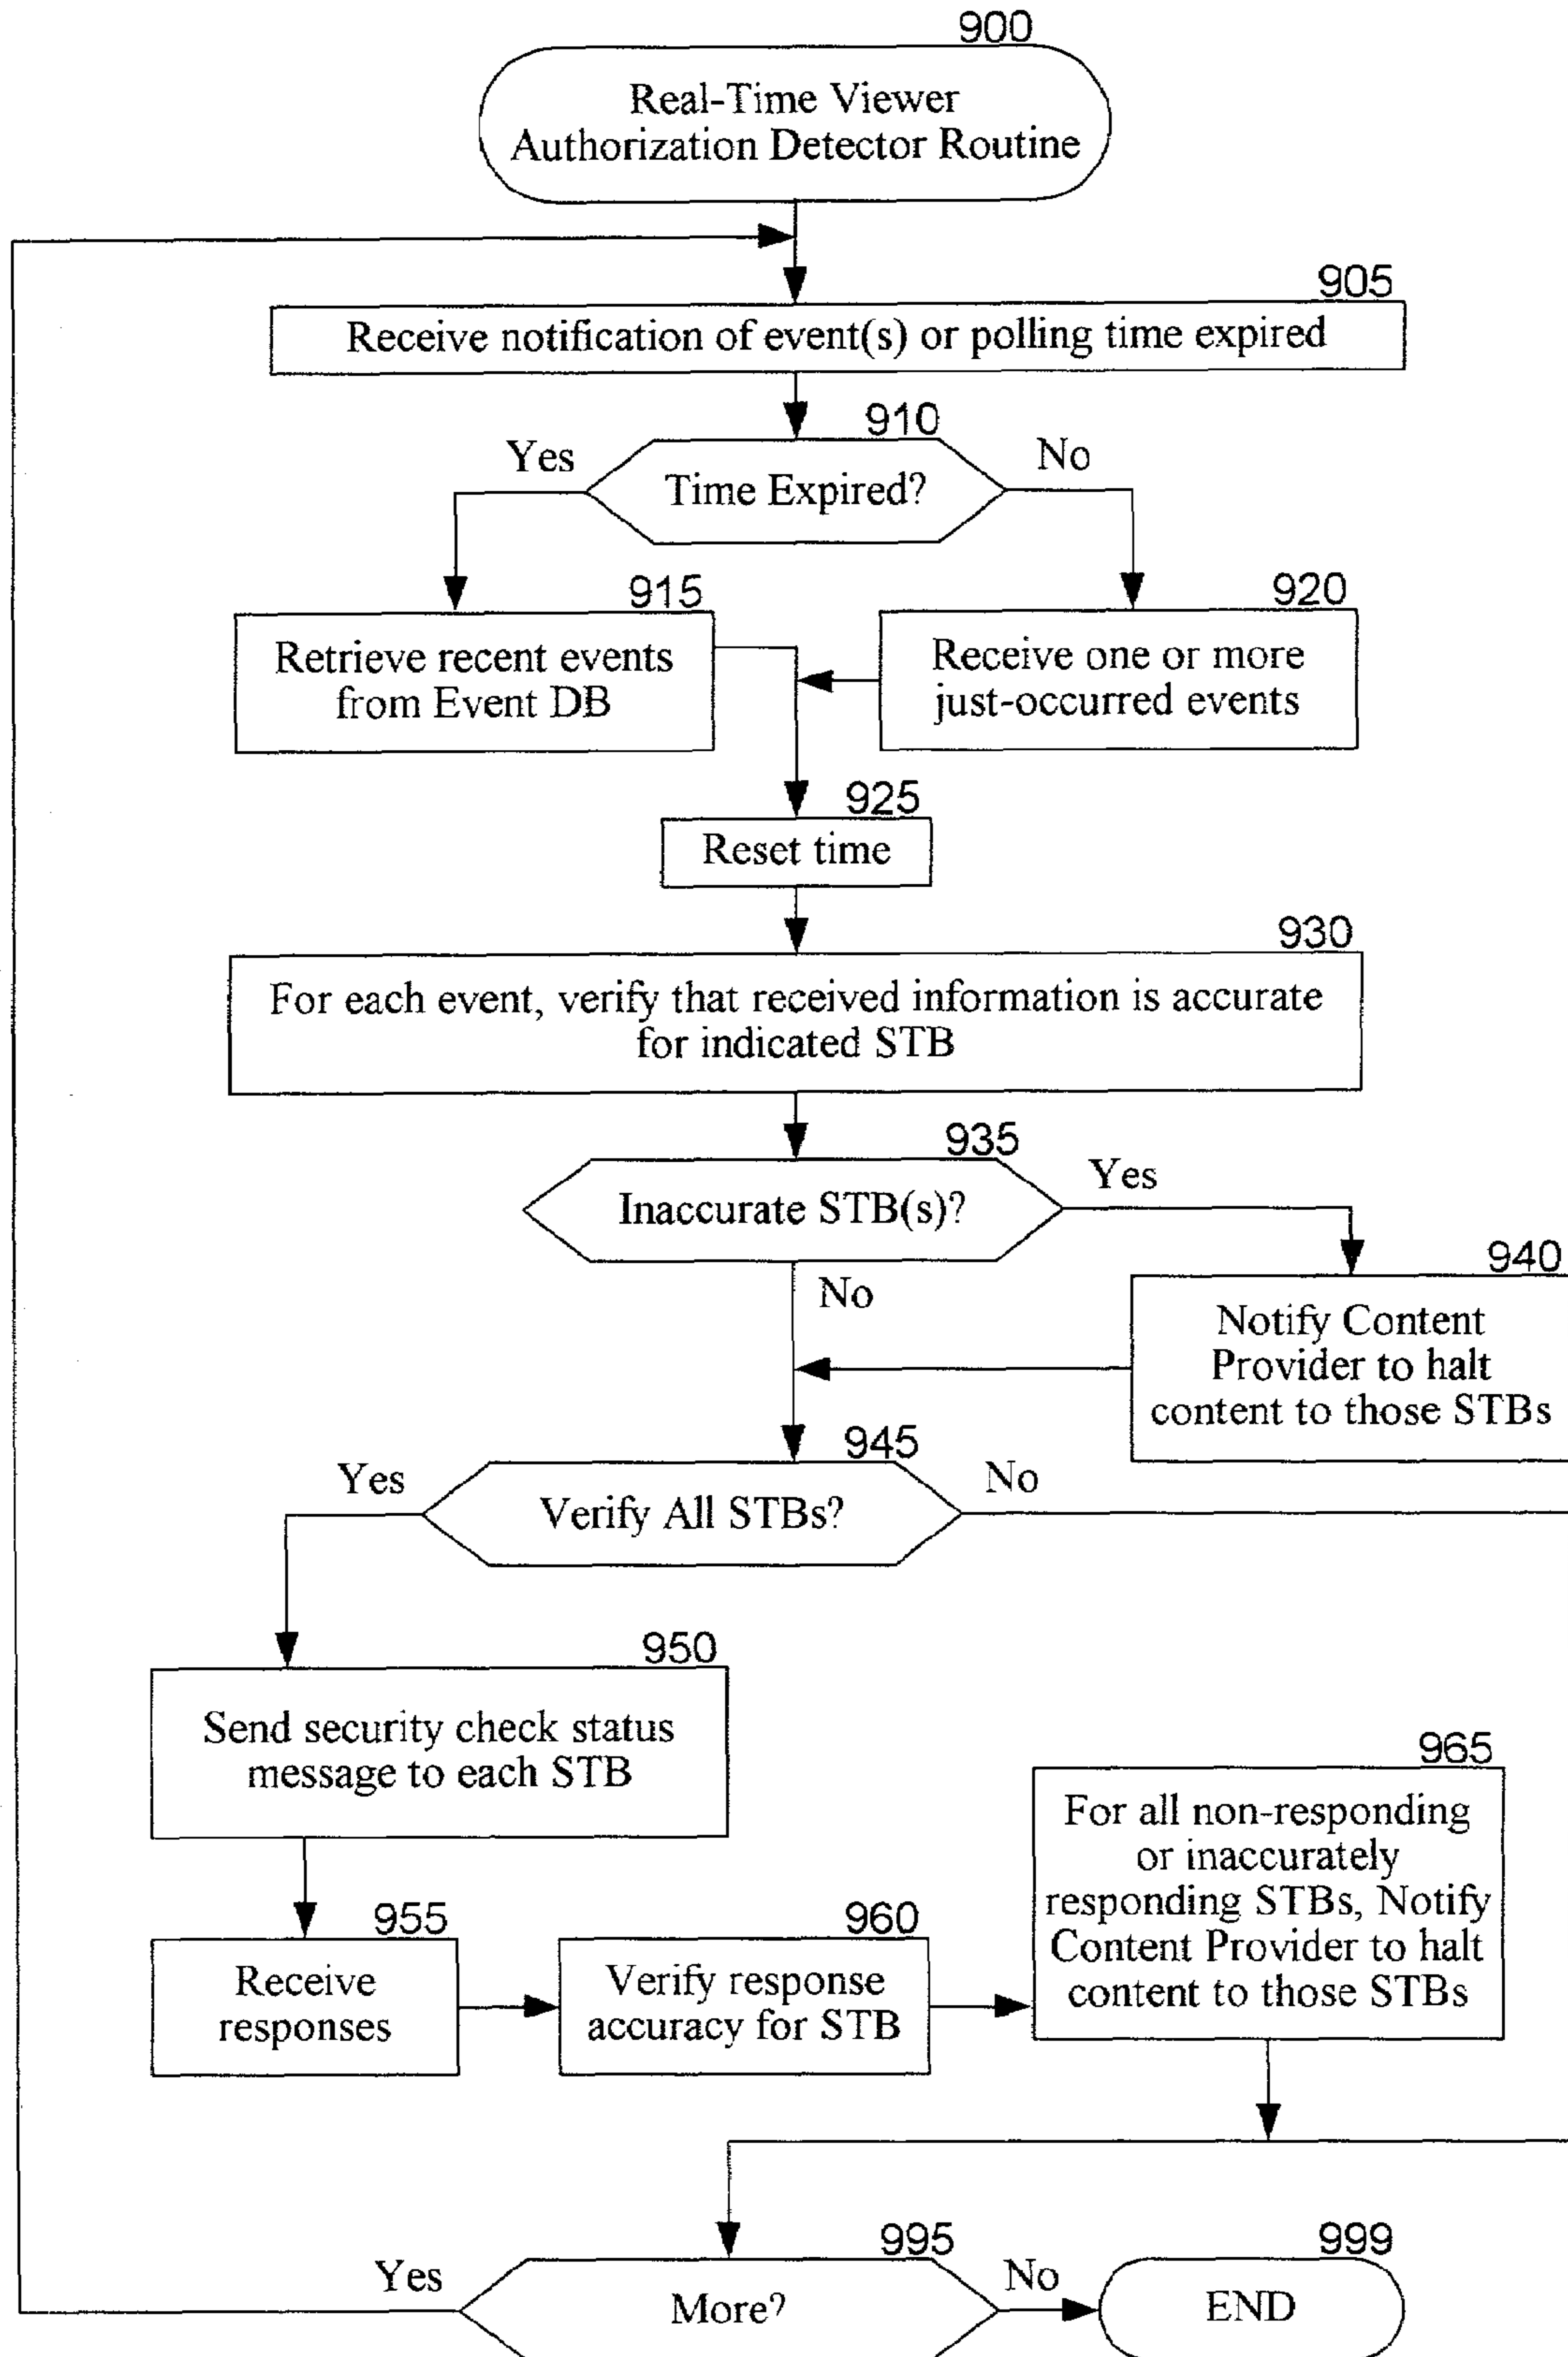 900
Real-Time Viewer
Authorization Detector Routine
905
Receive notification of event(s) or polling time expired
910
Yes
No
Time Expired?
915
920
Retrieve recent events
from Event DB
Receive one or more
just-occurred events
925
Reset time
930
For each event, verify that received information is accurate
for indicated STB
935
Yes
Inaccurate STB(s)?
940
No
Notify Content
Provider to halt
content to those STBs
945
Yes
No
Verify All STBs?
950
Send security check status
message to each STB
965
For all non-responding
or inaccurately
responding STBs, Notify
Content Provider to halt
content to those STBs
955
960
Receive
responses
Verify response
accuracy for STB
995
999
Yes
No
More?
END